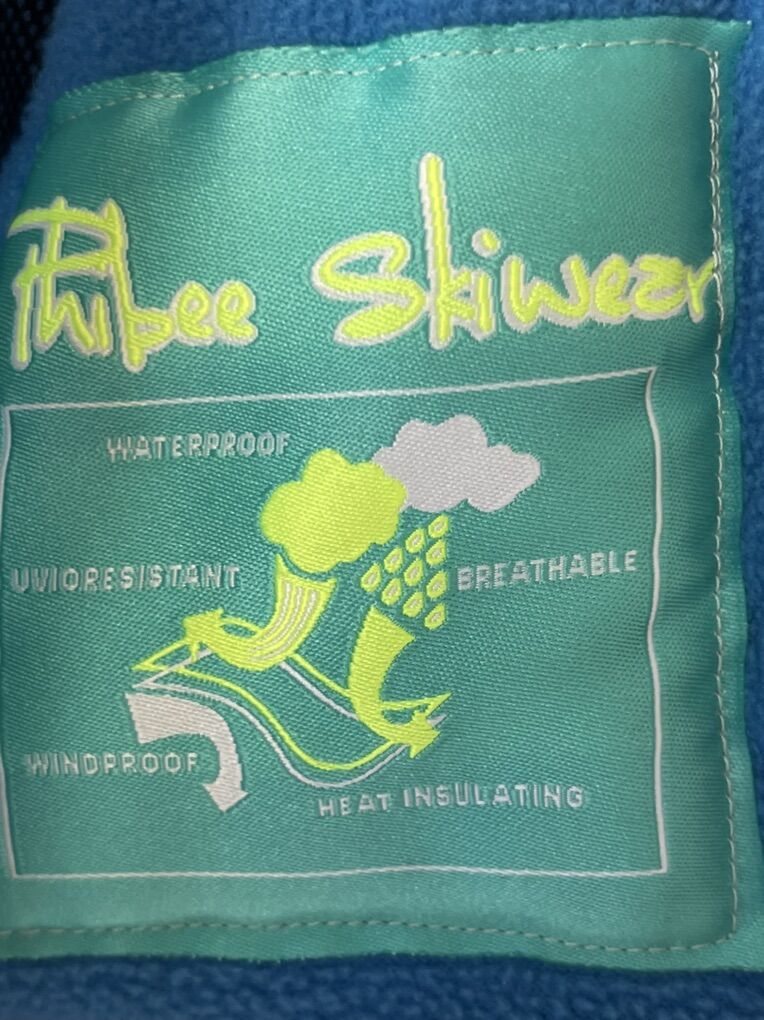 Phibee Skiwear
WATERPROOF
UVIORESISTANT
BREATHABLE
WINDPROOF
HEAT INSULATING